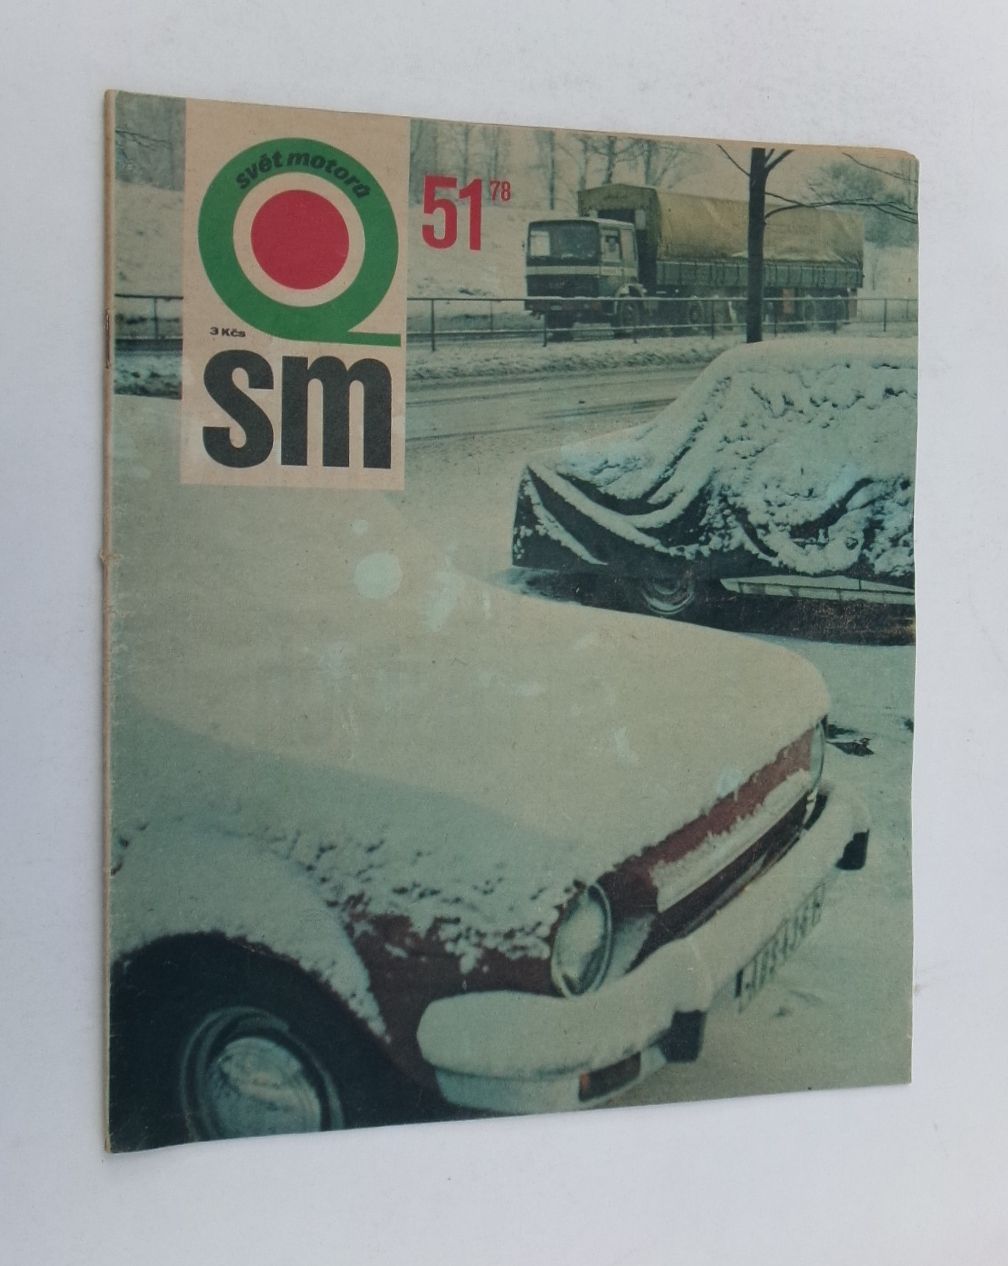 svět motorů
51 78
3 Kčs
sm